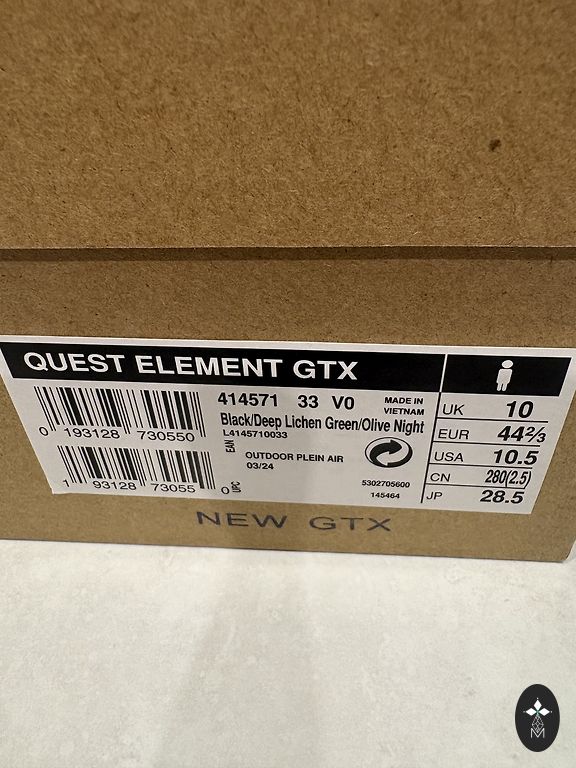 QUEST ELEMENT GTX
414571 33 V0
MADE IN
VIETNAM
Black/Deep Lichen Green/Olive Night
L4145710033
0 193128 730550
EAN
OUTDOOR PLEIN AIR
03/24
5302705600
145464
1 93128 73055 0
UPC
UK 10
EUR 44 2/3
USA 10.5
CN 280(2.5)
JP 28.5
NEW GTX
M